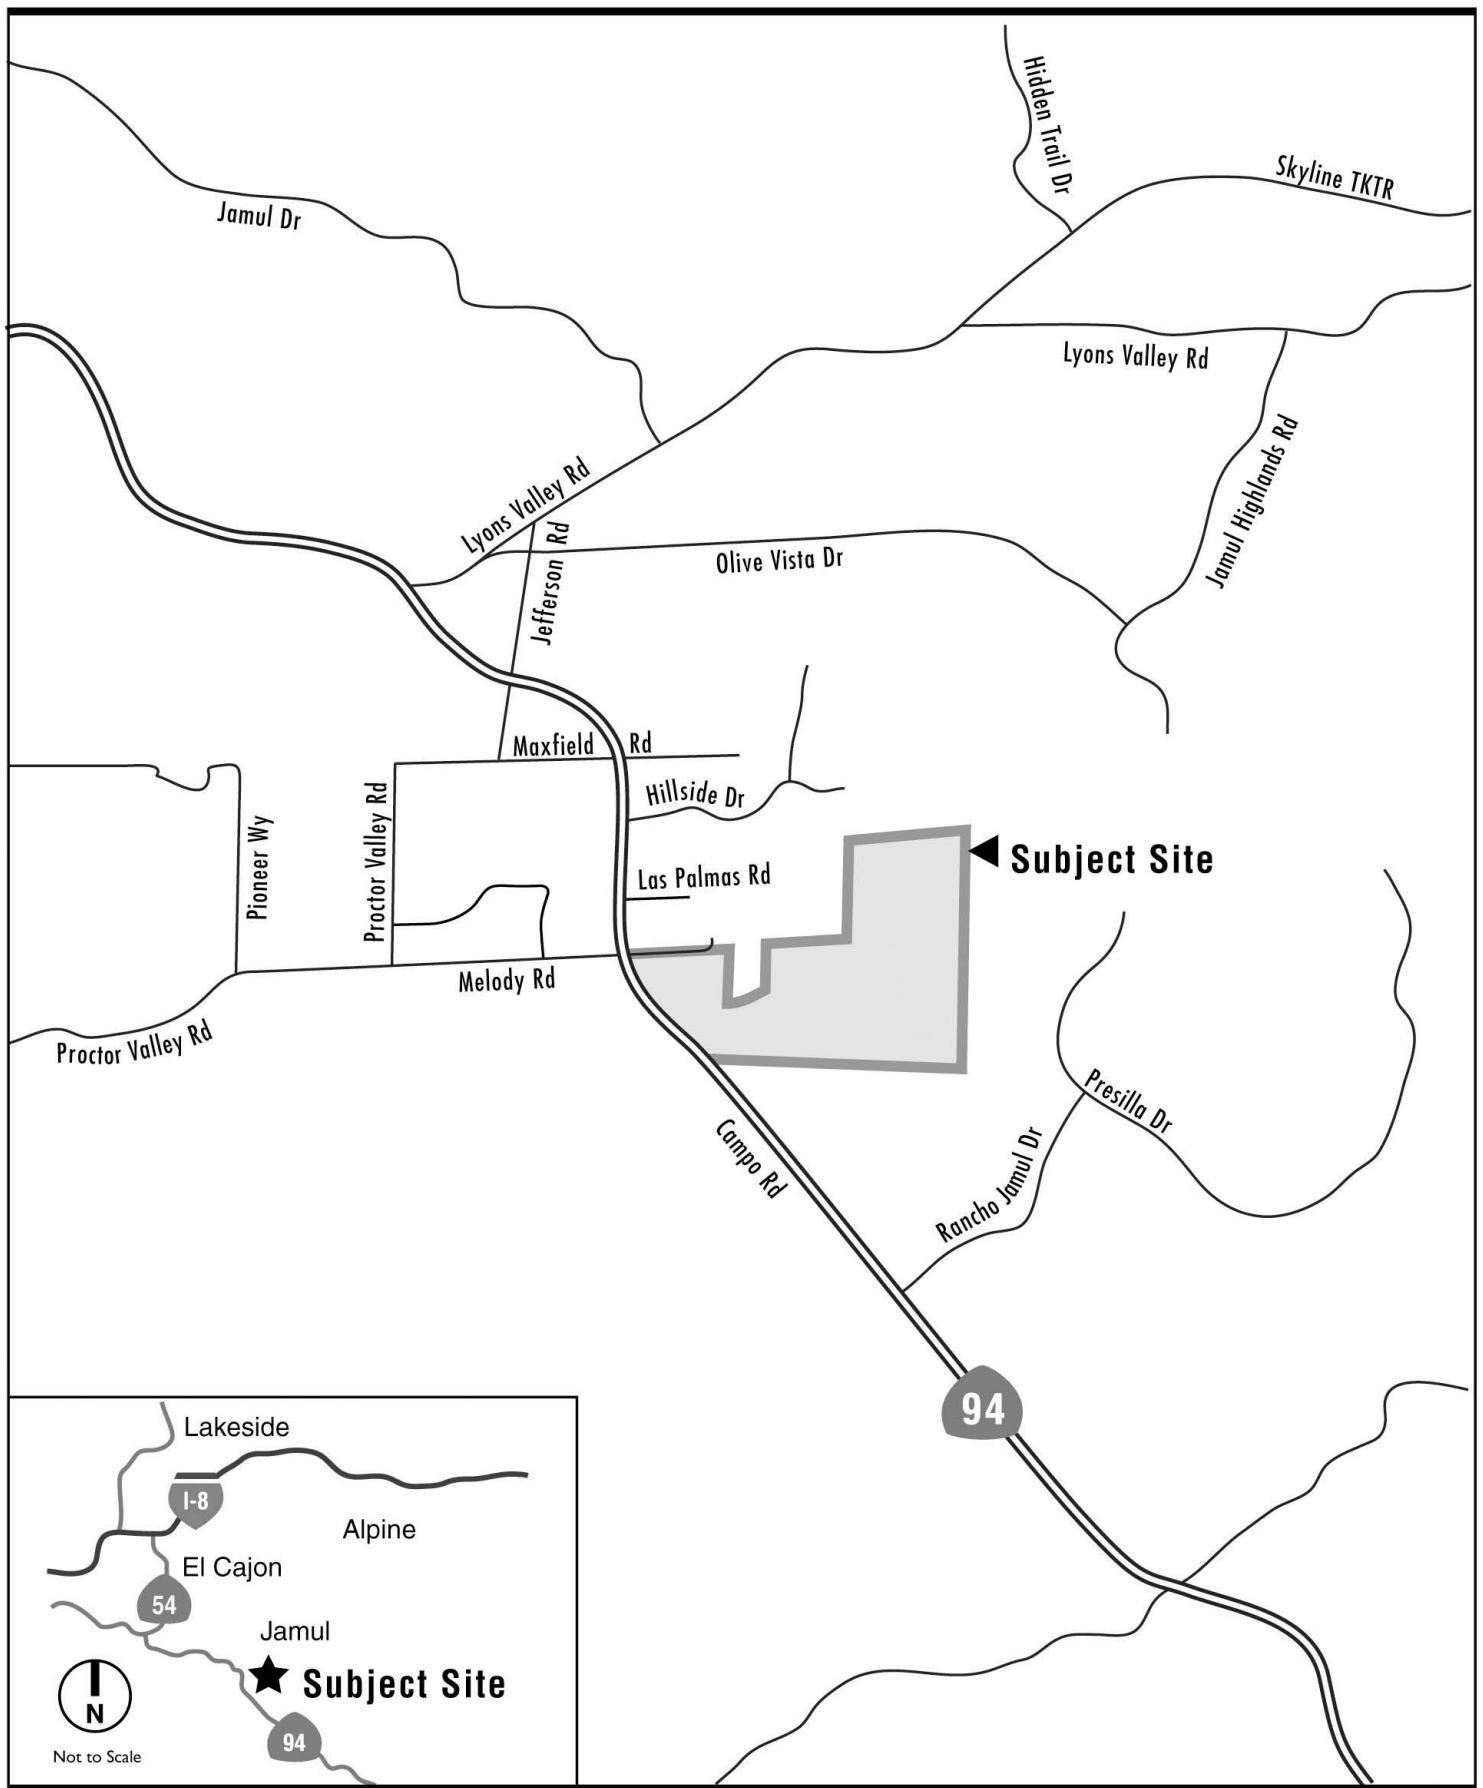 Hidden Trail Dr
Skyline TKTR
Jamul Dr
Lyons Valley Rd
Lyons Valley Rd
Jamul Highlands Rd
Jefferson Rd
Olive Vista Dr
Maxfield Rd
Hillside Dr
Proctor Valley Rd
Pioneer Wy
Las Palmas Rd
Subject Site
Melody Rd
Proctor Valley Rd
Presilla Dr
Campo Rd
Rancho Jamul Dr
94
Lakeside
I-8
Alpine
El Cajon
54
Jamul
Subject Site
N
94
Not to Scale